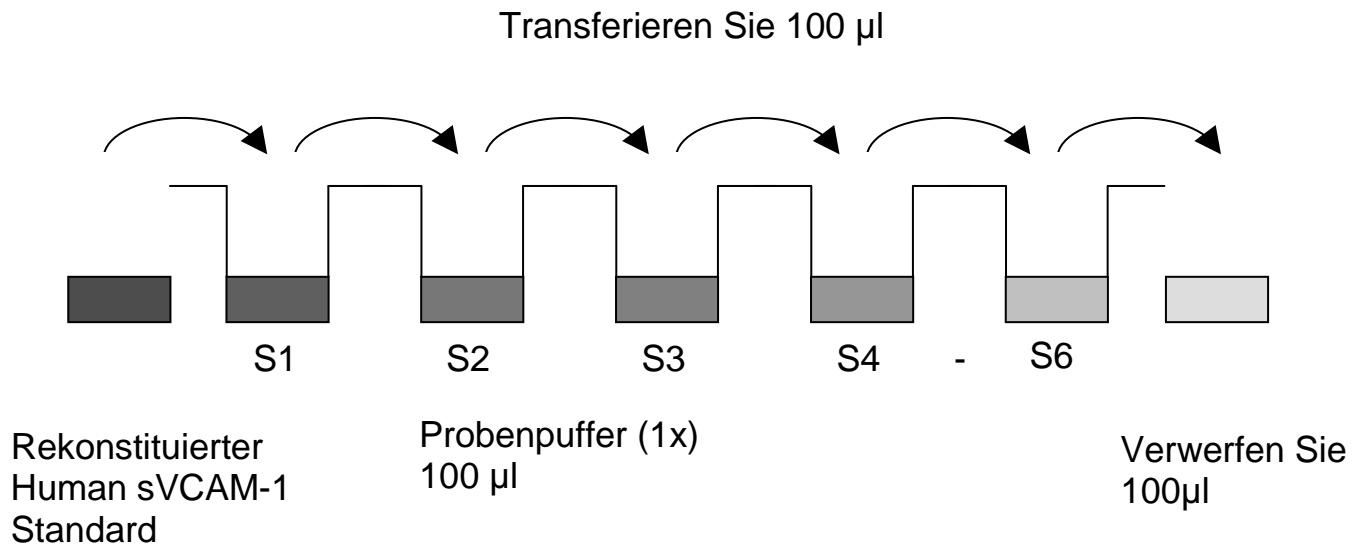 Transferieren Sie 100 µl
S1 S2 S3 S4 - S6
Rekonstituierter
Human sVCAM-1
Standard
Probenpuffer (1x)
100 µl
Verwerfen Sie
100µl